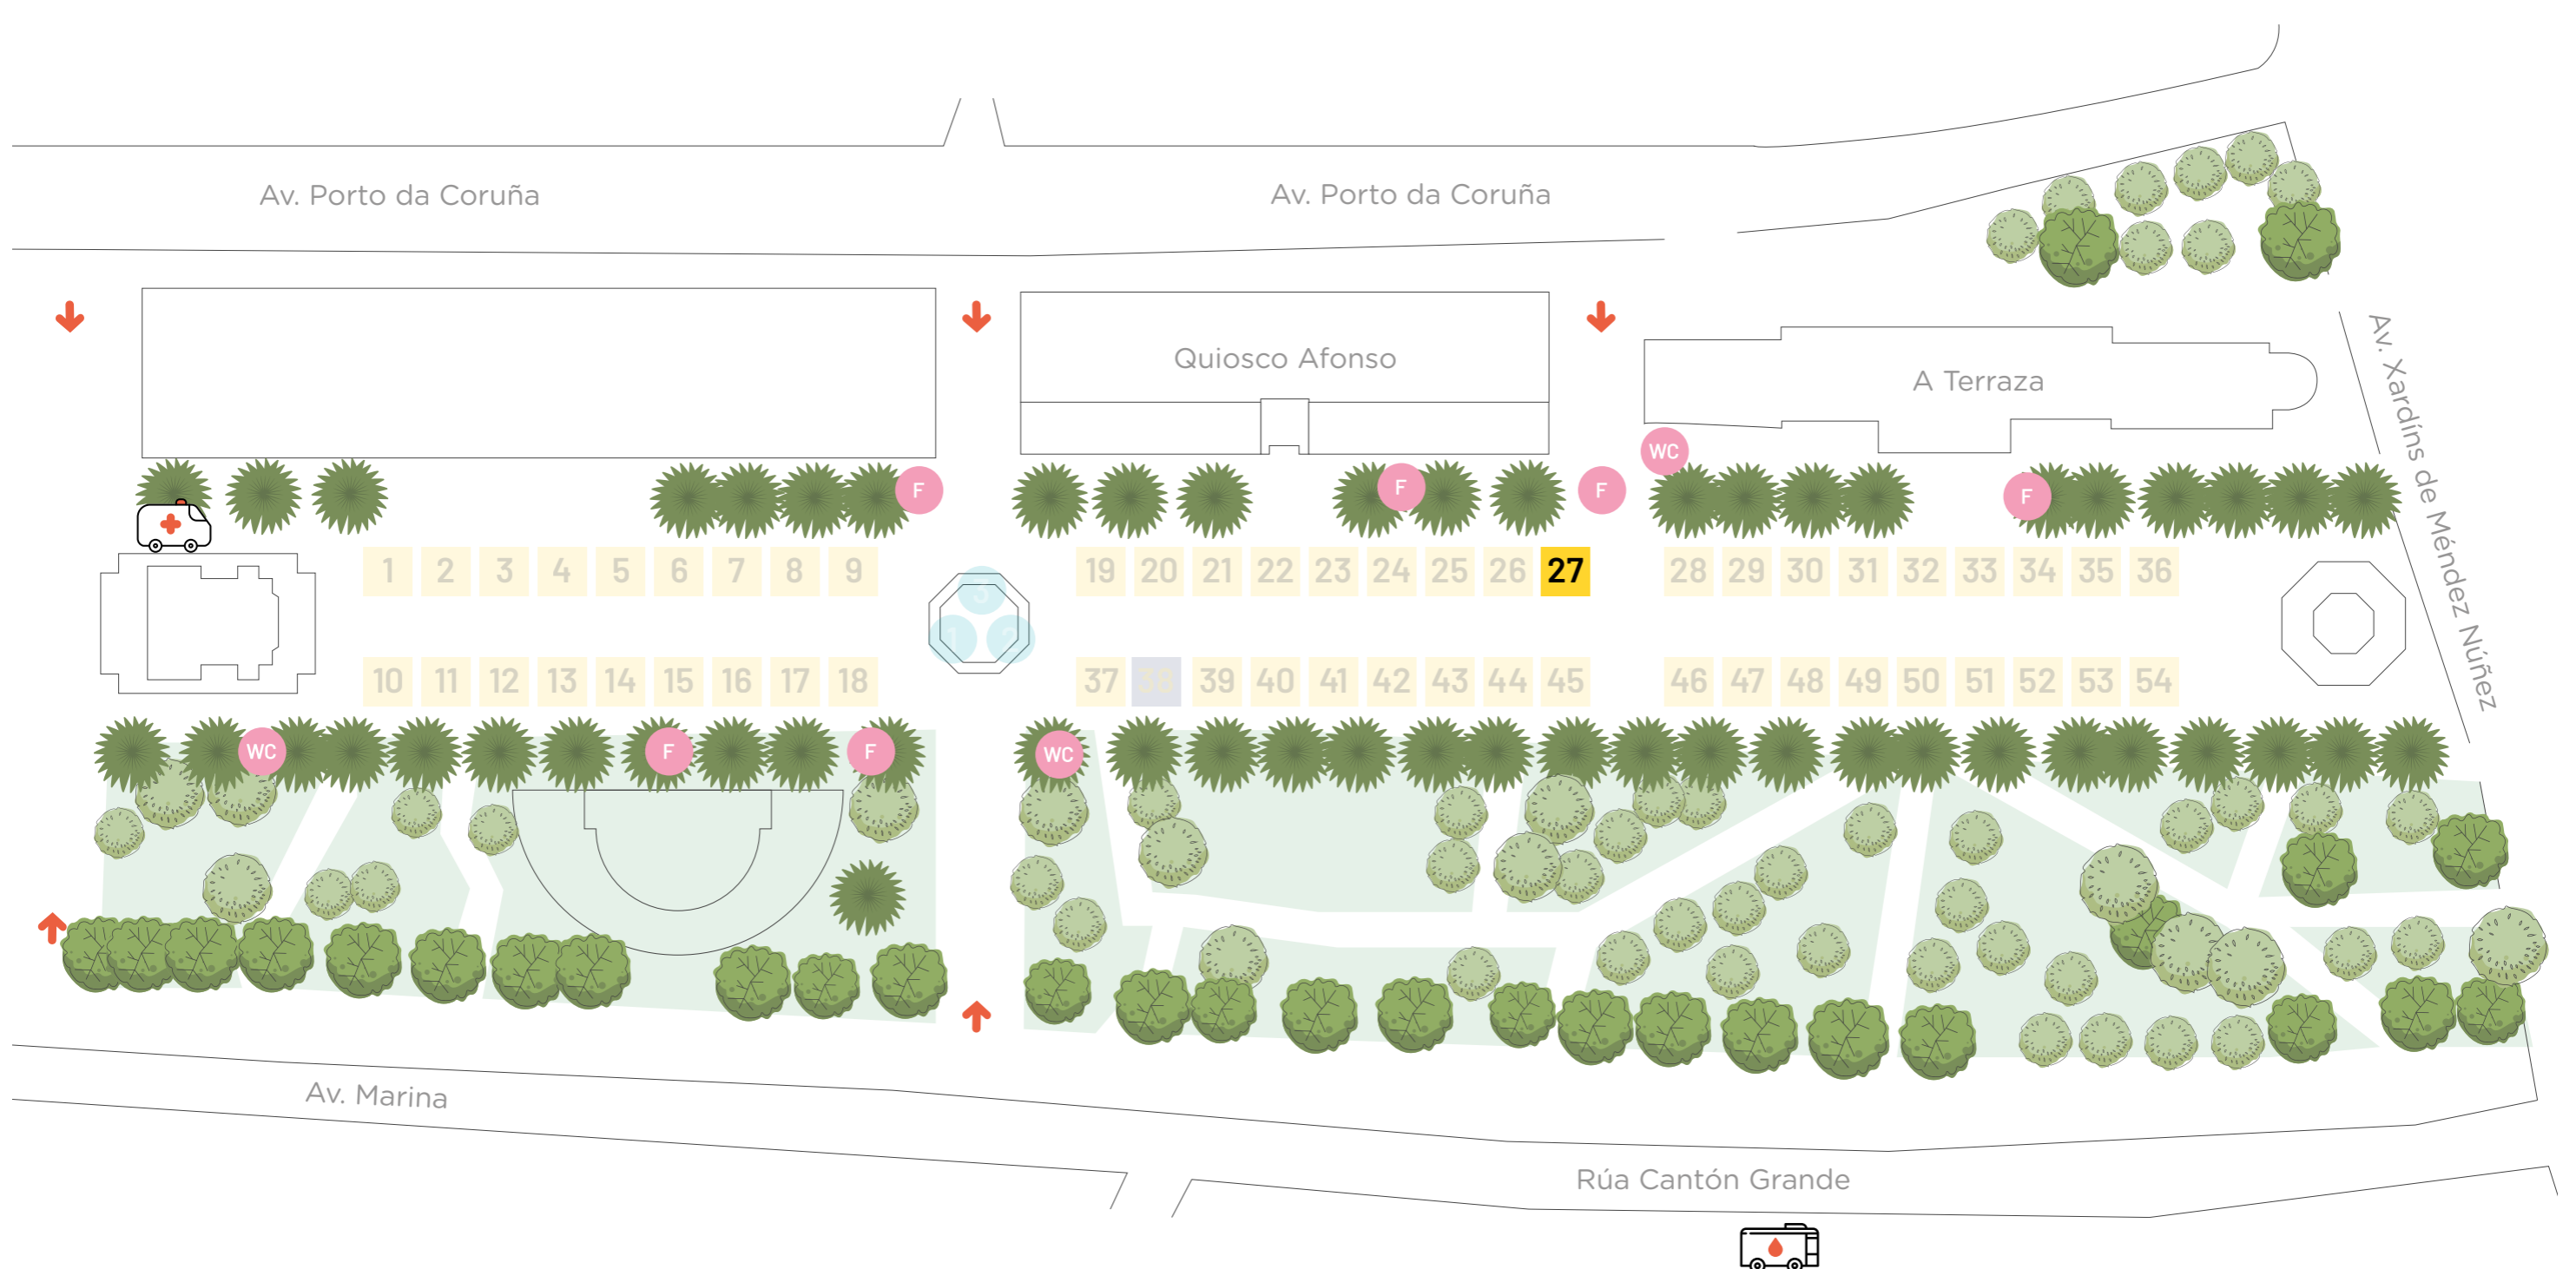 Av. Porto da Coruña
Av. Porto da Coruña
Quiosco Afonso
A Terraza
Av. Xardíns de Méndez Núñez
WC
F
F
F
F
1 2 3 4 5 6 7 8 9
19 20 21 22 23 24 25 26 27
28 29 30 31 32 33 34 35 36
3
1 2
10 11 12 13 14 15 16 17 18
37 38 39 40 41 42 43 44 45
46 47 48 49 50 51 52 53 54
WC
F
F
WC
Av. Marina
Rúa Cantón Grande